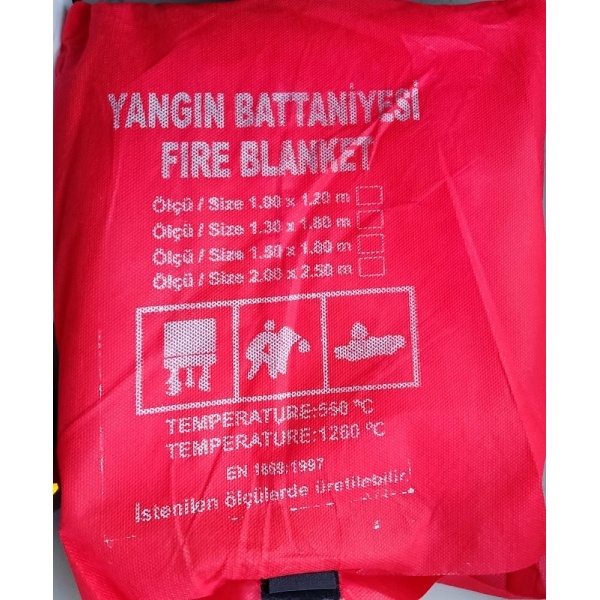 YANGIN BATTANİYESİ
FIRE BLANKET
Ölçü / Size 1.00 x 1.20 m
Ölçü / Size 1.30 x 1.80 m
Ölçü / Size 1.50 x 1.80 m
Ölçü / Size 2.00 x 2.50 m
TEMPERATURE:550 °C
TEMPERATURE:1260 °C
EN 1869:1997
İstenilen ölçülerde üretilebilir